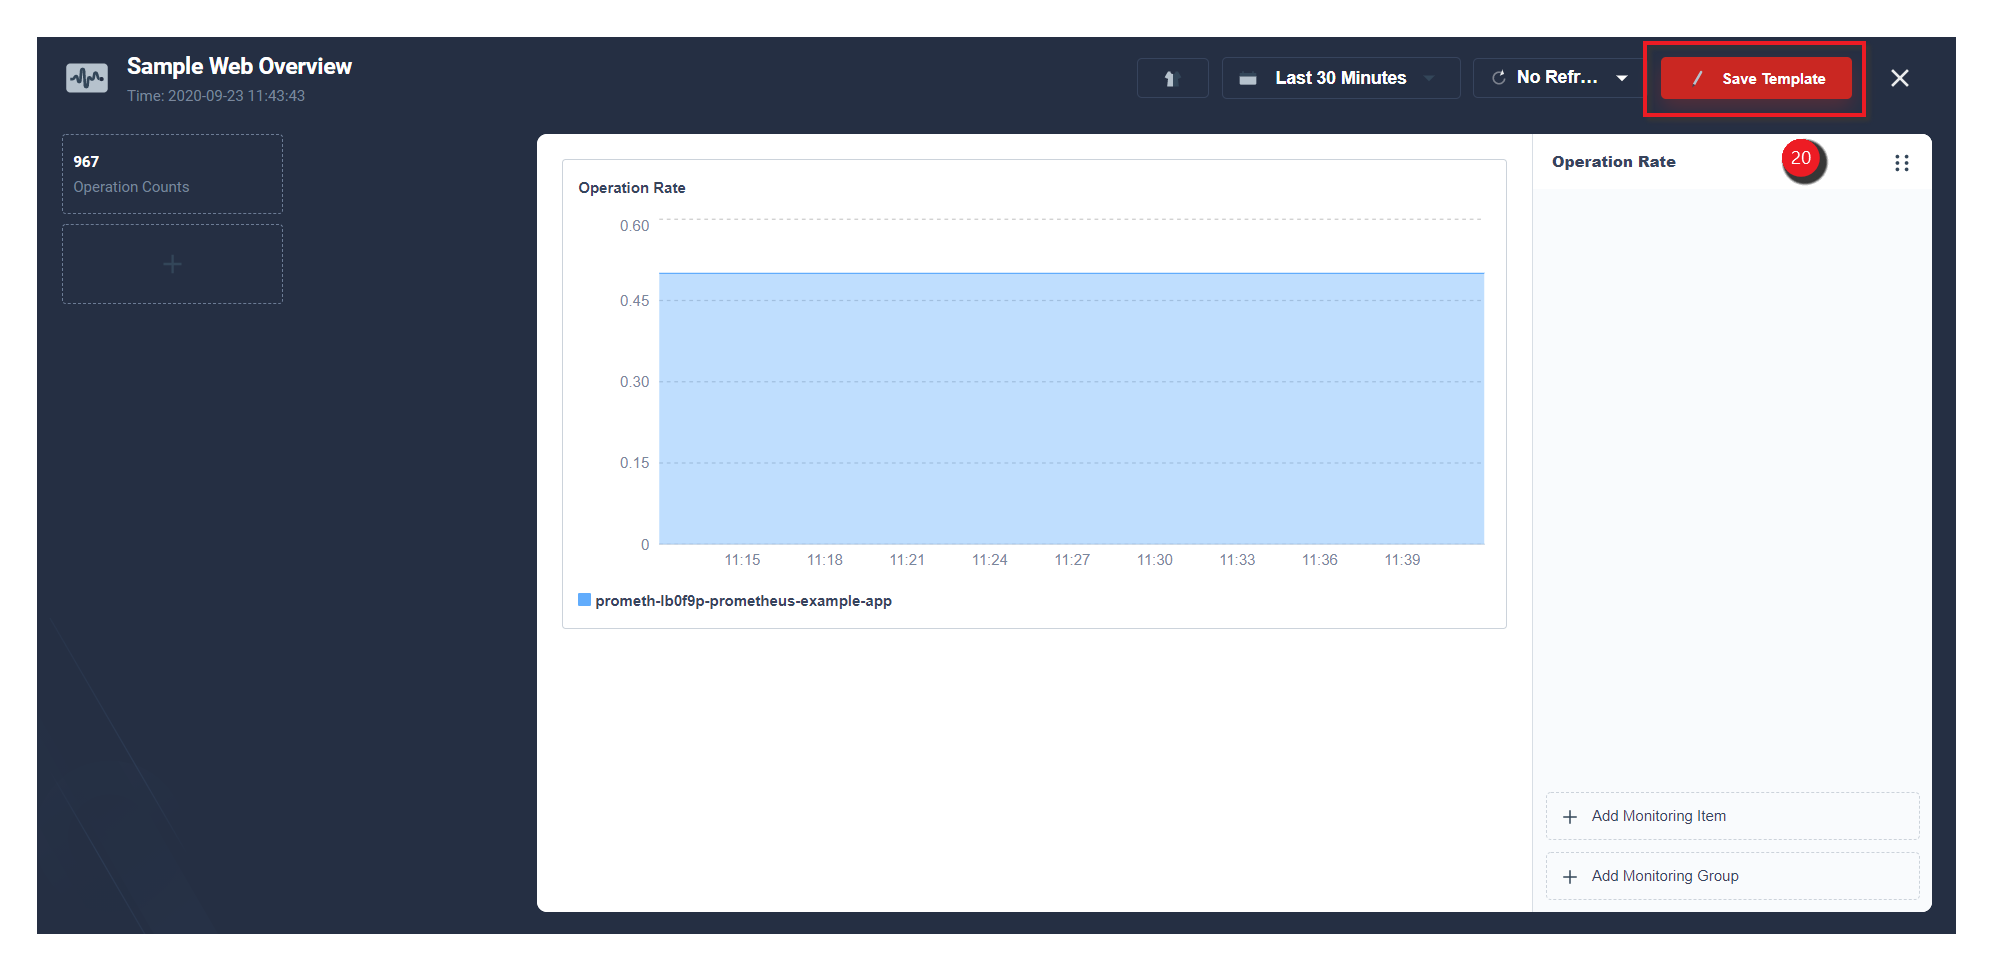 Sample Web Overview
Time: 2020-09-23 11:43:43
Last 30 Minutes
No Refr...
Save Template
967
Operation Counts
Operation Rate
0.60
0.45
0.30
0.15
0
11:15 11:18 11:21 11:24 11:27 11:30 11:33 11:36 11:39
prometh-lb0f9p-prometheus-example-app
Operation Rate
20
Add Monitoring Item
Add Monitoring Group